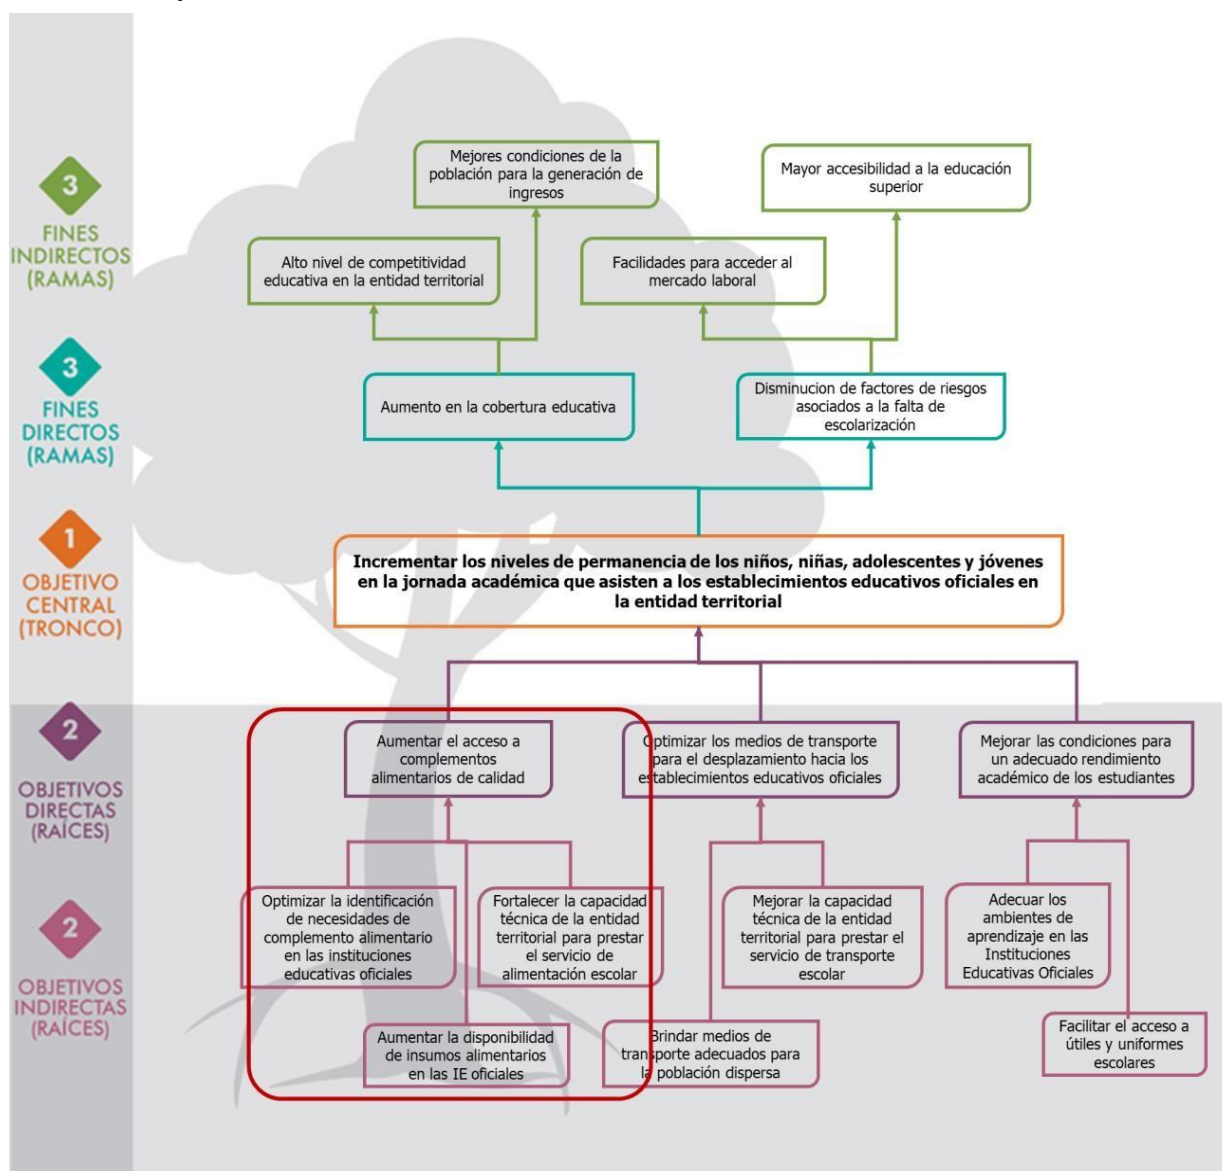 3
FINES
INDIRECTOS
(RAMAS)
Mejores condiciones de la
población para la generación de
ingresos
Mayor accesibilidad a la educación
superior
Alto nivel de competitividad
educativa en la entidad territorial
Facilidades para acceder al
mercado laboral
3
FINES
DIRECTOS
(RAMAS)
Aumento en la cobertura educativa
Disminucion de factores de riesgos
asociados a la falta de
escolarización
1
OBJETIVO
CENTRAL
(TRONCO)
Incrementar los niveles de permanencia de los niños, niñas, adolescentes y jóvenes
en la jornada académica que asisten a los establecimientos educativos oficiales en
la entidad territorial
2
OBJETIVOS
DIRECTAS
(RAÍCES)
Aumentar el acceso a
complementos
alimentarios de calidad
Optimizar los medios de transporte
para el desplazamiento hacia los
establecimientos educativos oficiales
Mejorar las condiciones para
un adecuado rendimiento
académico de los estudiantes
2
OBJETIVOS
INDIRECTAS
(RAÍCES)
Optimizar la identificación
de necesidades de
complemento alimentario
en las instituciones
educativas oficiales
Fortalecer la capacidad
técnica de la entidad
territorial para prestar
el servicio de
alimentación escolar
Mejorar la capacidad
técnica de la entidad
territorial para prestar el
servicio de transporte
escolar
Adecuar los
ambientes de
aprendizaje en las
Instituciones
Educativas Oficiales
Aumentar la disponibilidad
de insumos alimentarios
en las IE oficiales
Brindar medios de
transporte adecuados para
la población dispersa
Facilitar el acceso a
útiles y uniformes
escolares